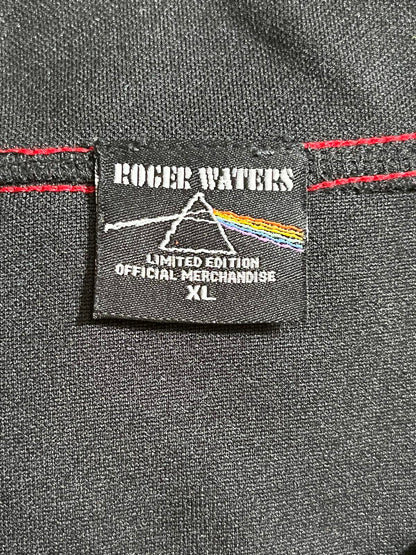 ROGER WATERS
LIMITED EDITION
OFFICIAL MERCHANDISE
XL